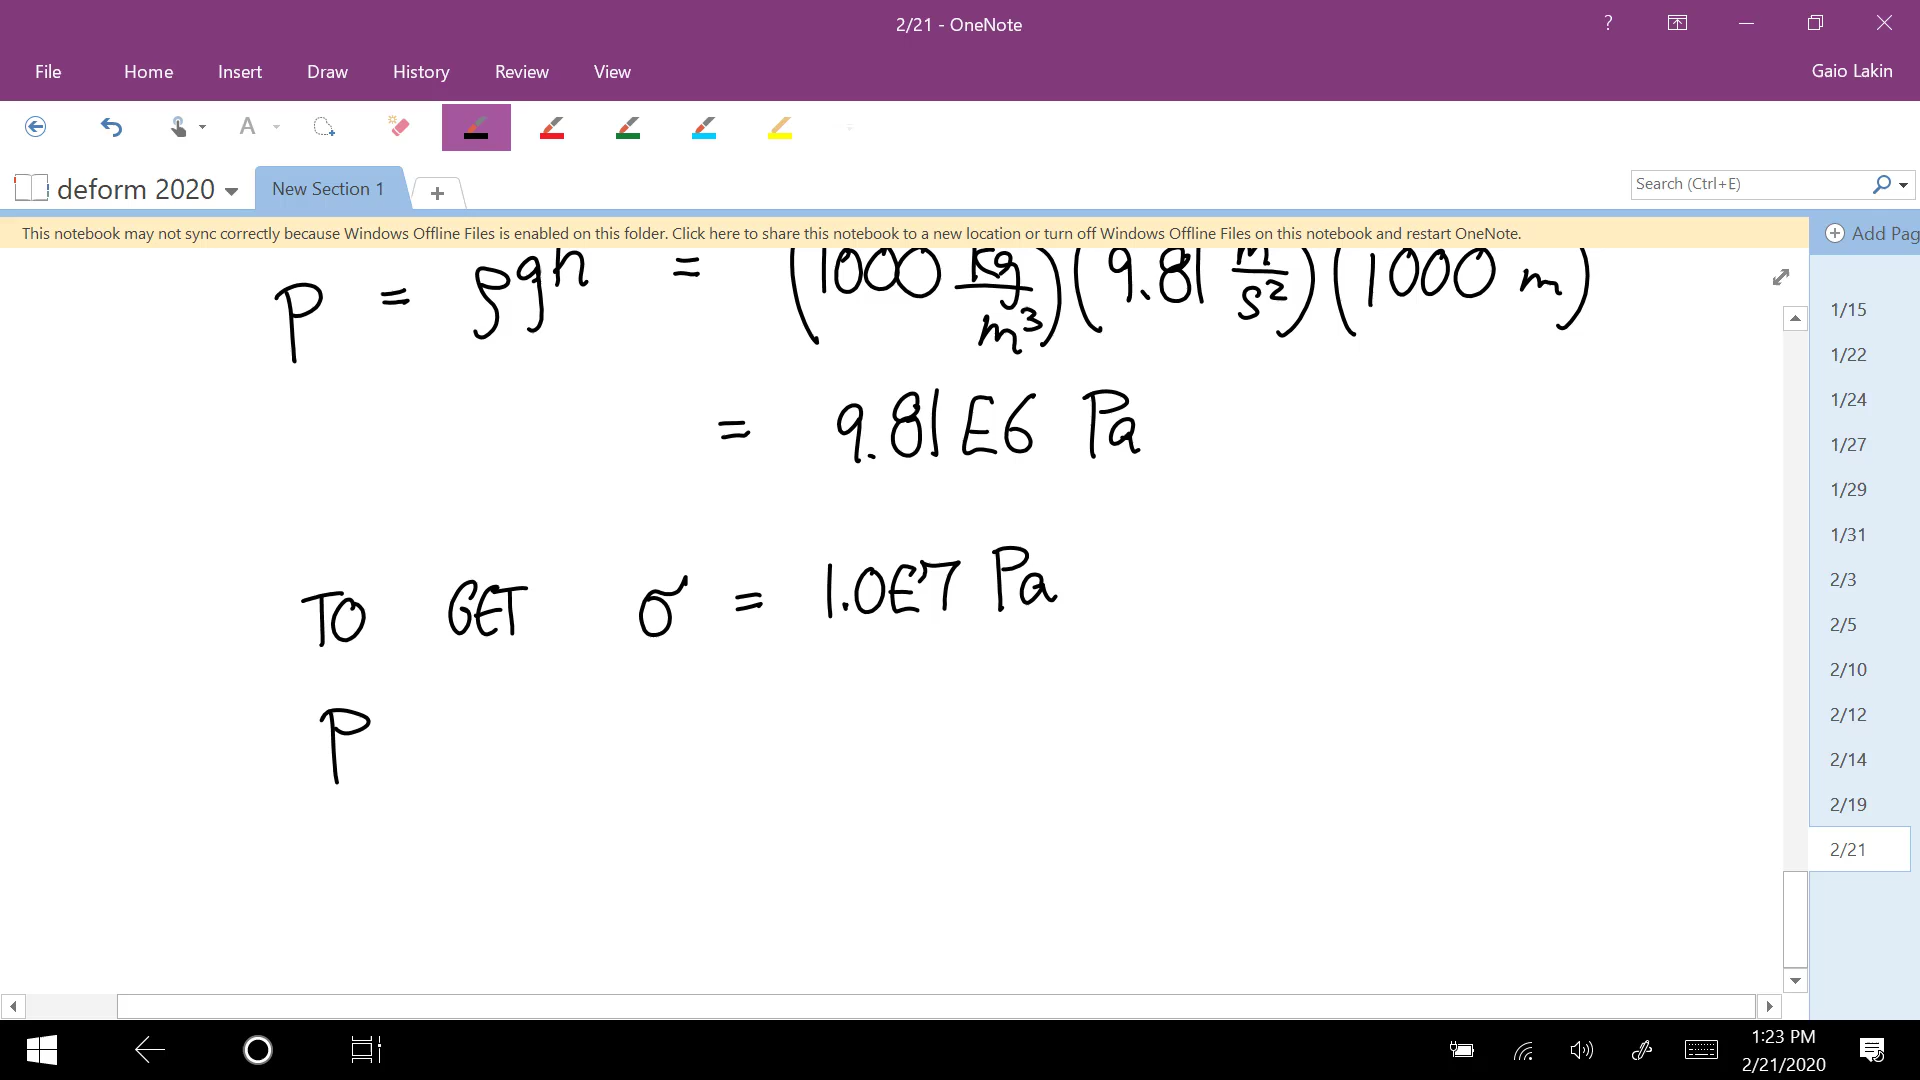 2/21 - OneNote
?
File Home Insert Draw History Review View
Gaio Lakin
A
deform 2020
New Section 1
+
Search (Ctrl+E)
This notebook may not sync correctly because Windows Offline Files is enabled on this folder. Click here to share this notebook to a new location or turn off Windows Offline Files on this notebook and restart OneNote.
Add Pag
P = ρgh = (1000 kg/m³)(9.81 m/s²)(1000 m)
= 9.81E6 Pa
TO GET σ = 1.0E7 Pa
P
1/15
1/22
1/24
1/27
1/29
1/31
2/3
2/5
2/10
2/12
2/14
2/19
2/21
1:23 PM
2/21/2020